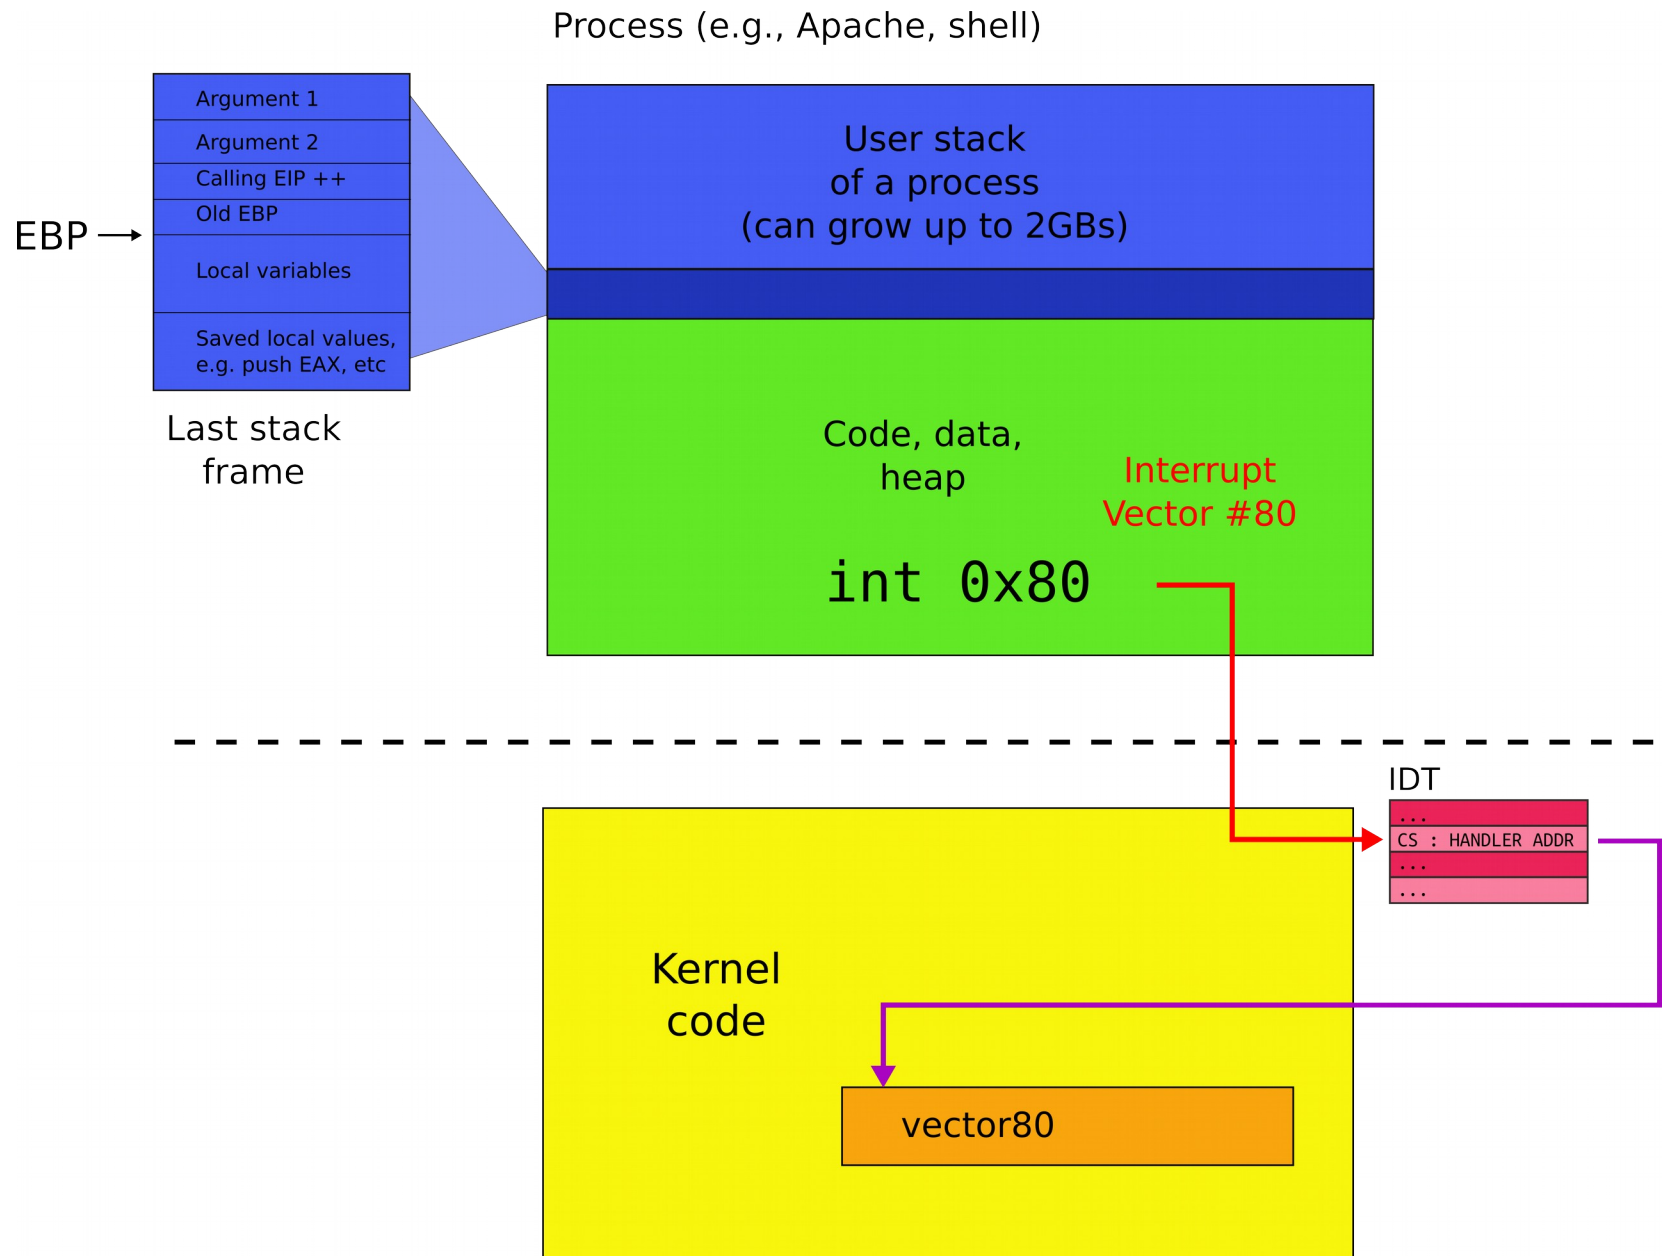 Process (e.g., Apache, shell)
Argument 1
Argument 2
Calling EIP ++
Old EBP
EBP
Local variables
Saved local values,
e.g. push EAX, etc
Last stack
frame
User stack
of a process
(can grow up to 2GBs)
Code, data,
heap
Interrupt
Vector #80
int 0x80
IDT
...
CS : HANDLER ADDR
...
...
Kernel
code
vector80